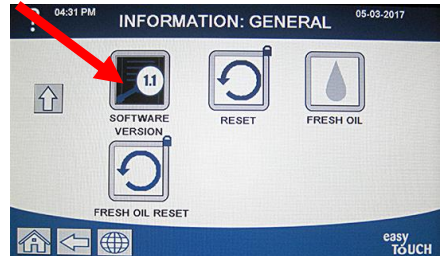 04:31 PM
INFORMATION: GENERAL
05-03-2017
1.1
SOFTWARE
VERSION
RESET
FRESH OIL
FRESH OIL RESET
easy
TOUCH